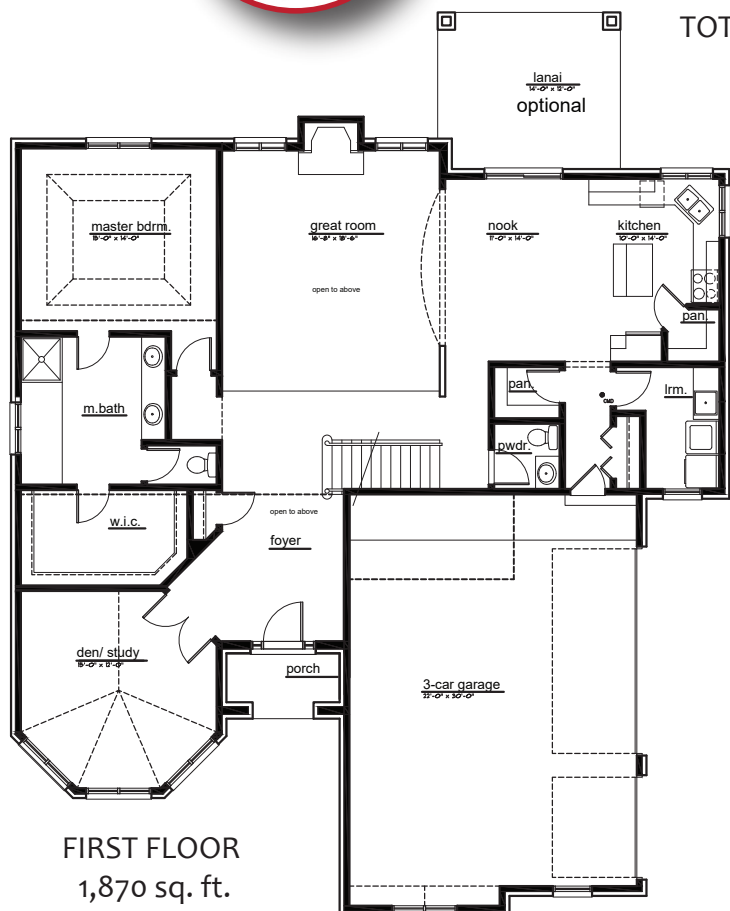 TOT
lanai
14'-0" x 12'-0"
optional
master bdrm.
15'-0" x 14'-0"
great room
16'-8" x 18'-6"
open to above
nook
11'-0" x 14'-0"
kitchen
10'-0" x 14'-0"
pan.
pan.
lrm.
m.bath
pwdr.
w.i.c.
open to above
foyer
den/ study
15'-0" x 12'-0"
porch
3-car garage
22'-0" x 30'-0"
FIRST FLOOR
1,870 sq. ft.